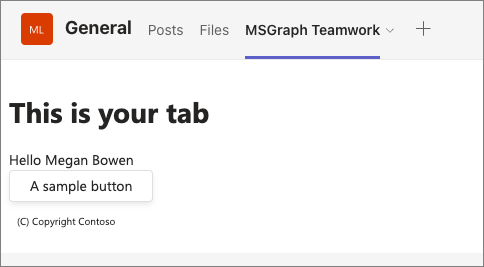 ML General Posts Files MSGraph Teamwork
This is your tab
Hello Megan Bowen
A sample button
(C) Copyright Contoso